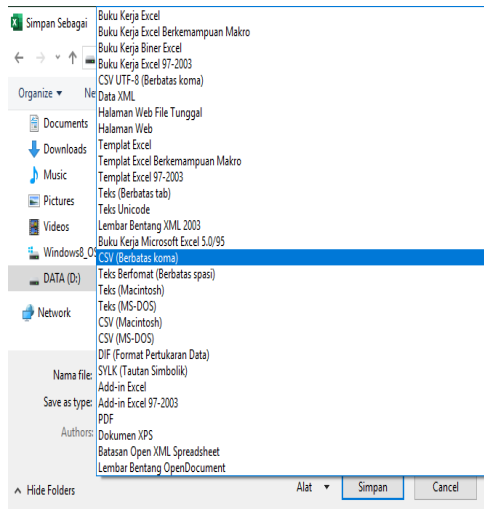 Simpan Sebagai
Organize
Ne
Documents
Downloads
Music
Pictures
Videos
Windows8_OS
DATA (D:)
Network
Buku Kerja Excel
Buku Kerja Excel Berkemampuan Makro
Buku Kerja Biner Excel
Buku Kerja Excel 97-2003
CSV UTF-8 (Berbatas koma)
Data XML
Halaman Web File Tunggal
Halaman Web
Templat Excel
Templat Excel Berkemampuan Makro
Templat Excel 97-2003
Teks (Berbatas tab)
Teks Unicode
Lembar Bentang XML 2003
Buku Kerja Microsoft Excel 5.0/95
CSV (Berbatas koma)
Teks Berfomat (Berbatas spasi)
Teks (Macintosh)
Teks (MS-DOS)
CSV (Macintosh)
CSV (MS-DOS)
DIF (Format Pertukaran Data)
SYLK (Tautan Simbolik)
Add-in Excel
Add-in Excel 97-2003
PDF
Dokumen XPS
Batasan Open XML Spreadsheet
Lembar Bentang OpenDocument
Nama file:
Save as type:
Authors:
Hide Folders
Alat
Simpan
Cancel